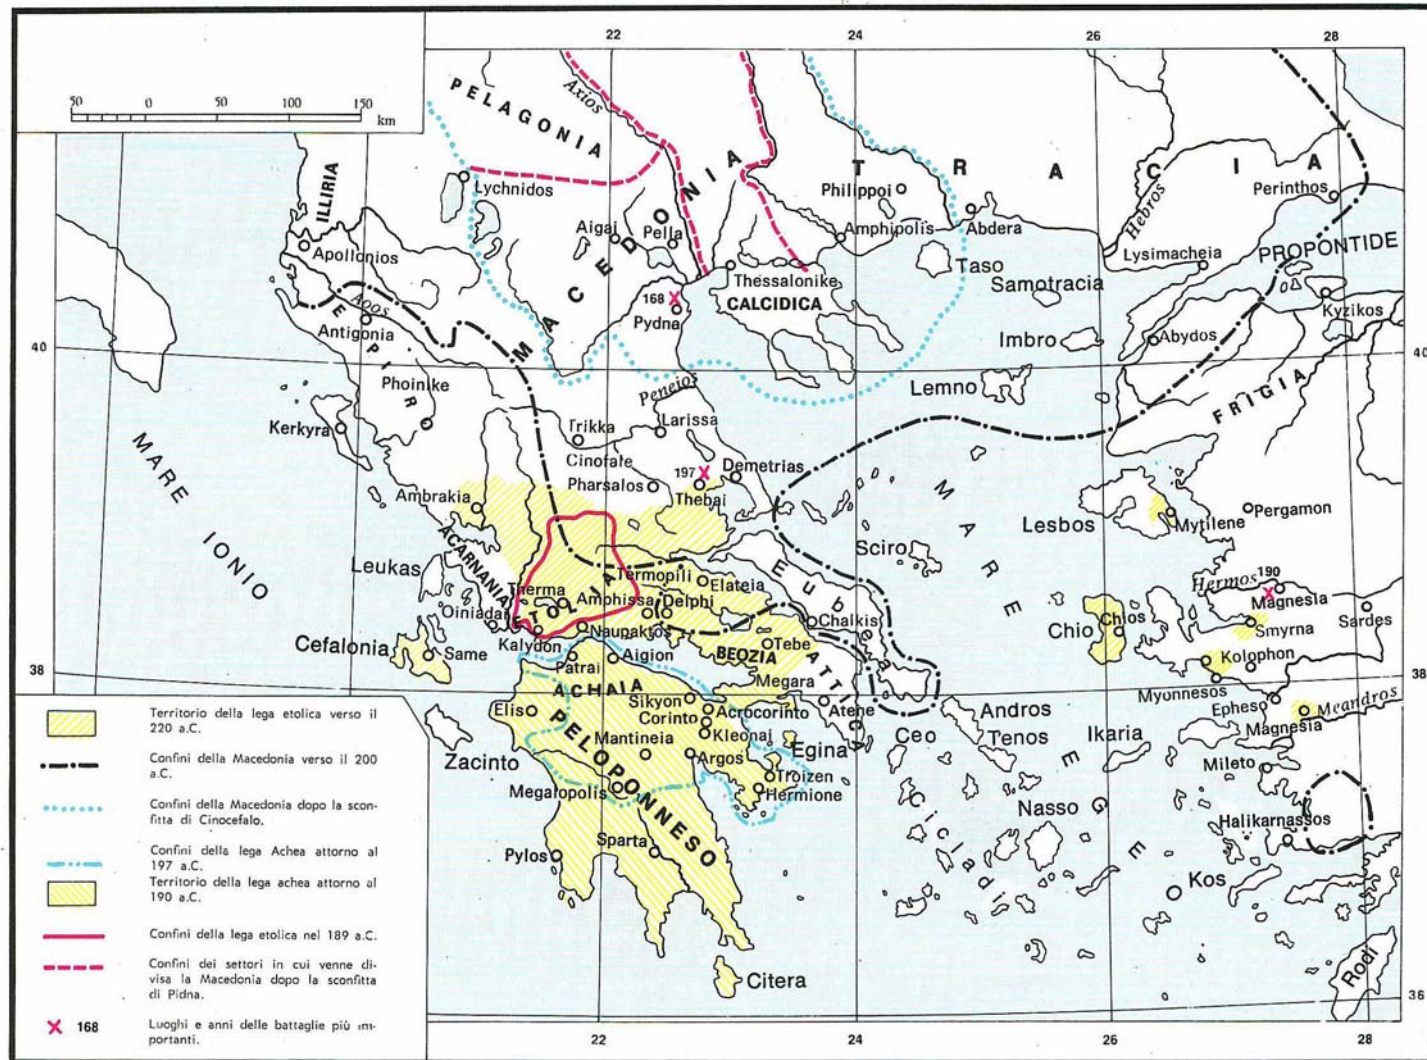 22
24
26
28
50 0 50 100 150
km
PELAGONIA
Axios
MACEDONIA
TRACIA
ILLIRIA
Lychnidos
Philippoi
Perinthos
Hebros
Aigai
Pella
Amphipolis
Abdera
Apollonios
Lysimacheia
PROPONTIDE
Thessalonike
Taso
Samotracia
168
CALCIDICA
Aoos
Antigonia
Pydna
Kyzikos
40
Imbro
Abydos
40
EPIR
Phoinike
Peneios
Lemno
FRIGIA
Kerkyra
Trikka
Larissa
MARE IONIO
Cinofale
197
Demetrias
Pharsalos
Thebai
MARE EGEO
Ambrakia
Lesbos
Mytilene
Pergamon
ACARNANIA
Sciro
Leukas
Termopili
Elateia
Eubea
Hermos
190
Therma
ETOLIA
Amphissa
Delphi
Magnesia
Oiniadai
Chalkis
Chio
Chios
Sardes
Naupaktos
Smyrna
Cefalonia
Same
Kalydon
Tebe
Kolophon
Patrai
Aigion
BEOZIA
ATTICA
38
ACHAIA
Megara
Myonnesos
38
Sikyon
Atene
Andros
Ephes
Meandros
Elis
Corinto
Acrocorinto
Magnesia
Kleonai
Ceo
Tenos
Ikaria
PELOPONNESO
Mantineia
Egina
Zacinto
Argos
Mileto
Troizen
Megalopolis
Hermione
Nasso
Halikarnassos
Cicladi
Sparta
Pylos
Kos
Citera
Rodi
36
22
24
26
28
Territorio della lega etolica verso il
220 a.C.
Confini della Macedonia verso il 200
a.C.
Confini della Macedonia dopo la scon-
fitta di Cinocefalo.
Confini della lega Achea attorno al
197 a.C.
Territorio della lega achea attorno al
190 a.C.
Confini della lega etolica nel 189 a.C.
Confini dei settori in cui venne di-
visa la Macedonia dopo la sconfitta
di Pidna.
168
Luoghi e anni delle battaglie più im-
portanti.